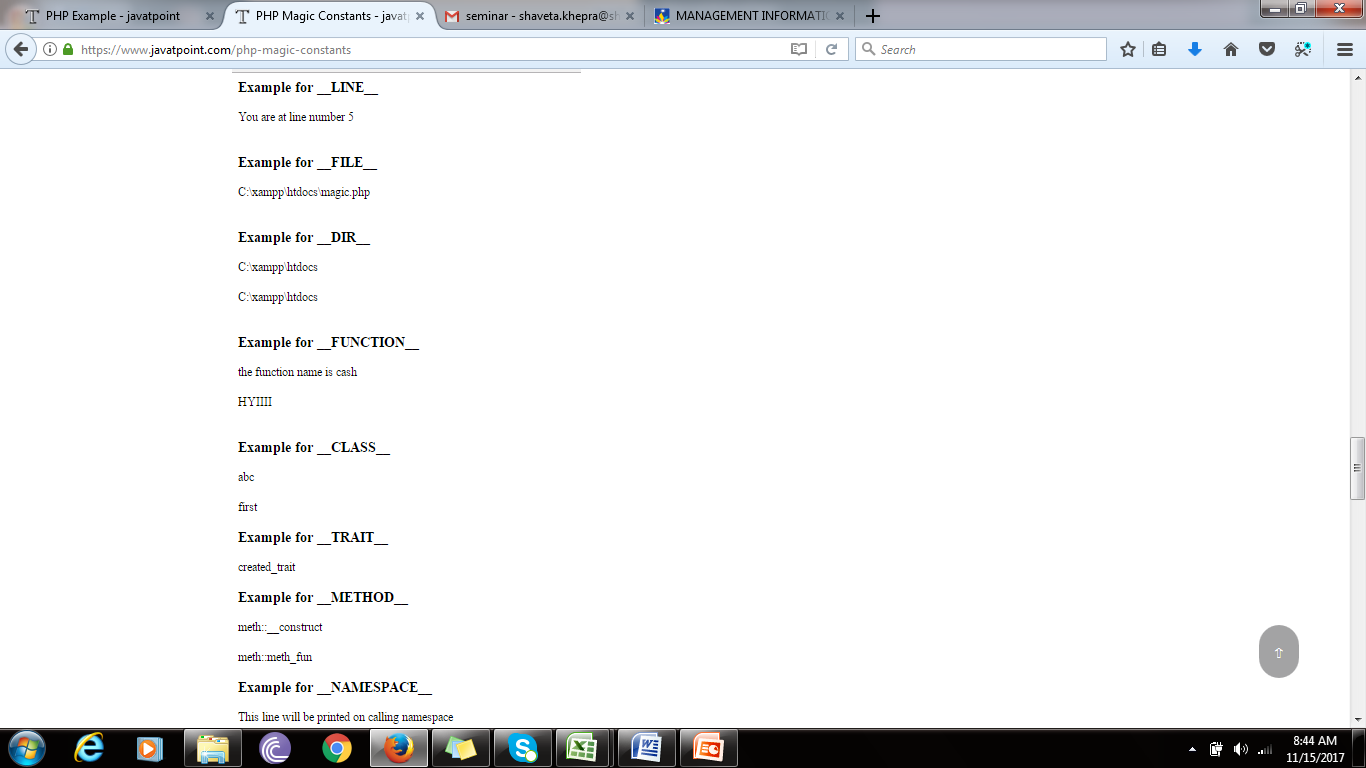 PHP Example - javatpoint
PHP Magic Constants - javat
seminar - shaveta.khepra@s
MANAGEMENT INFORMATI
https://www.javatpoint.com/php-magic-constants
Search
Example for __LINE__
You are at line number 5
Example for __FILE__
C:\xampp\htdocs\magic.php
Example for __DIR__
C:\xampp\htdocs
C:\xampp\htdocs
Example for __FUNCTION__
the function name is cash
HYIIII
Example for __CLASS__
abc
first
Example for __TRAIT__
created_trait
Example for __METHOD__
meth::__construct
meth::meth_fun
Example for __NAMESPACE__
This line will be printed on calling namespace
8:44 AM
11/15/2017